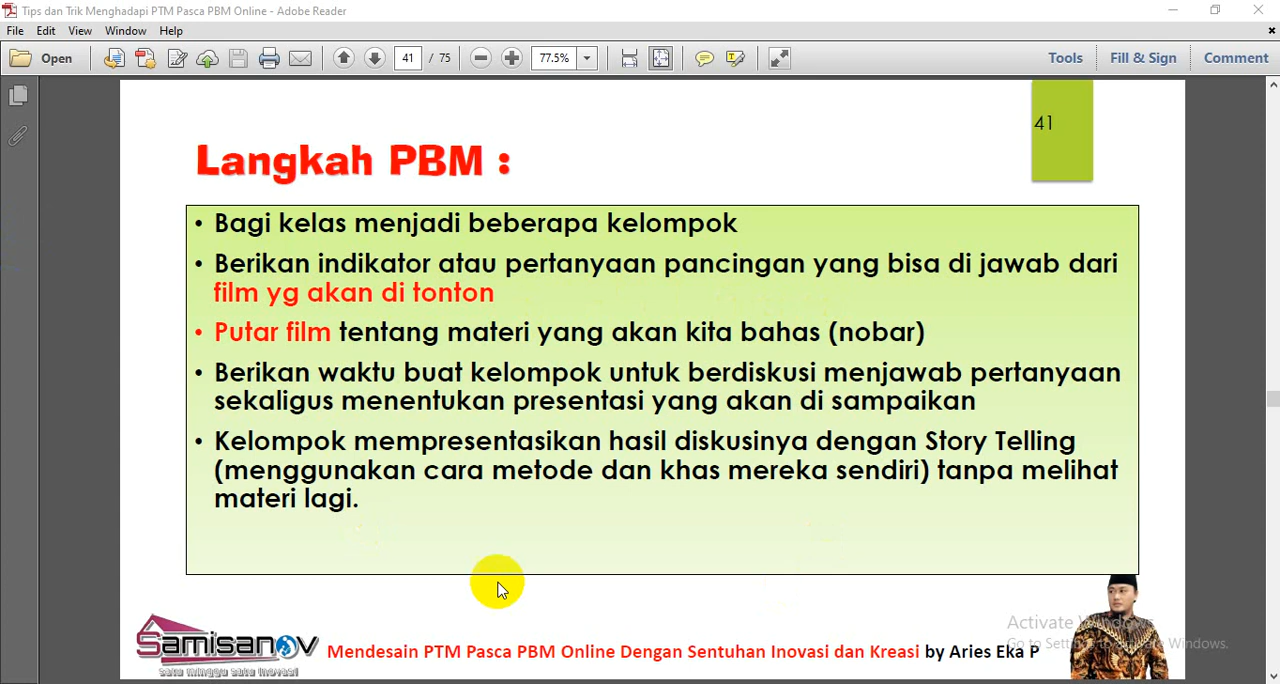 Tips dan Trik Menghadapi PTM Pasca PBM Online - Adobe Reader
File Edit View Window Help
Open 41 / 75 77.5% Tools Fill & Sign Comment
41
Langkah PBM :
• Bagi kelas menjadi beberapa kelompok
• Berikan indikator atau pertanyaan pancingan yang bisa di jawab dari
film yg akan di tonton
• Putar film tentang materi yang akan kita bahas (nobar)
• Berikan waktu buat kelompok untuk berdiskusi menjawab pertanyaan
sekaligus menentukan presentasi yang akan di sampaikan
• Kelompok mempresentasikan hasil diskusinya dengan Story Telling
(menggunakan cara metode dan khas mereka sendiri) tanpa melihat
materi lagi.
Samisanov
satu minggu satu inovasi
Mendesain PTM Pasca PBM Online Dengan Sentuhan Inovasi dan Kreasi by Aries Eka P
Activate Windows
Go to Settings to activate Windows.